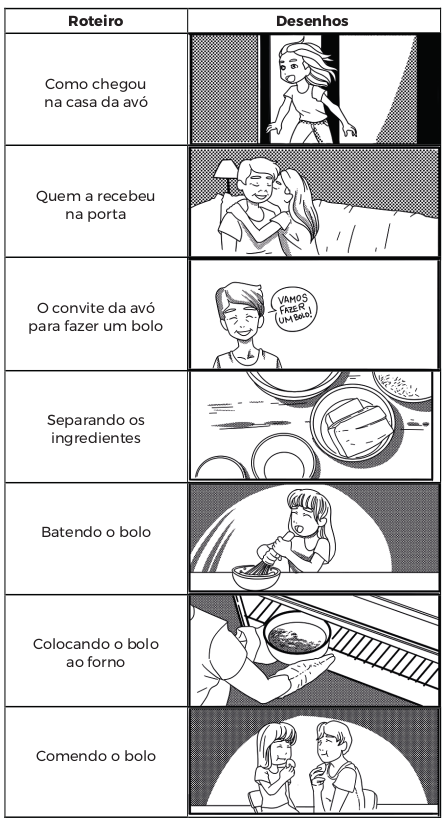 Roteiro
Desenhos
Como chegou
na casa da avó
Quem a recebeu
na porta
O convite da avó
para fazer um bolo
VAMOS
FAZER
UM BOLO!
Separando os
ingredientes
Batendo o bolo
Colocando o bolo
ao forno
Comendo o bolo